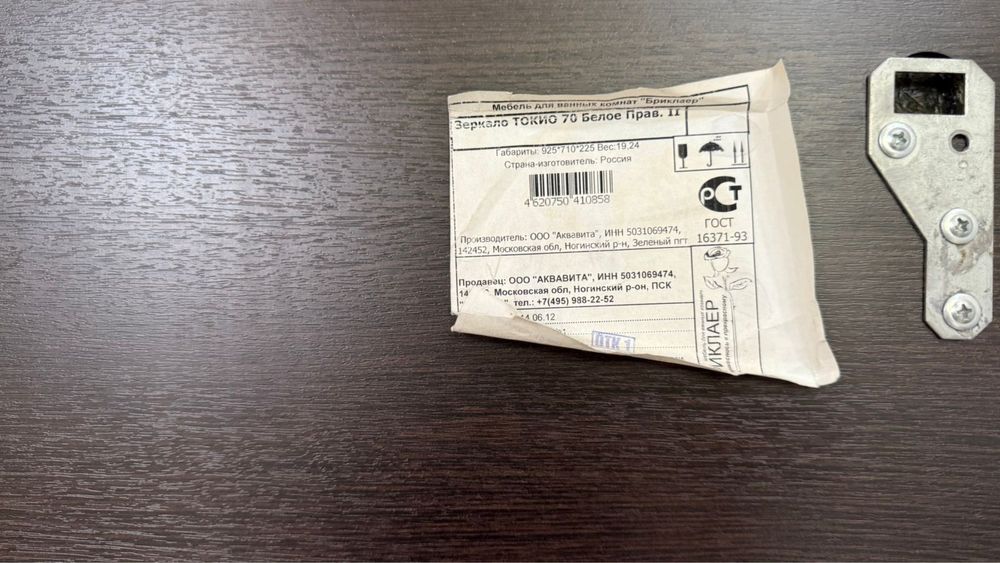 Мебель для ванных комнат "Бриклаер"
Зеркало ТОКИО 70 Белое Прав. II
Габариты: 925*710*225 Вес:19.24
Страна-изготовитель: Россия
4 620750 410858
РСТ
ГОСТ
16371-93
Производитель: ООО "Аквавита", ИНН 5031069474,
142452, Московская обл, Ногинский р-н, Зеленый пгт
Продавец: ООО "АКВАВИТА", ИНН 5031069474,
Московская обл, Ногинский р-он, ПСК
тел.: +7(495) 988-22-52
06.12
ОТК 1
ИКЛАЕР